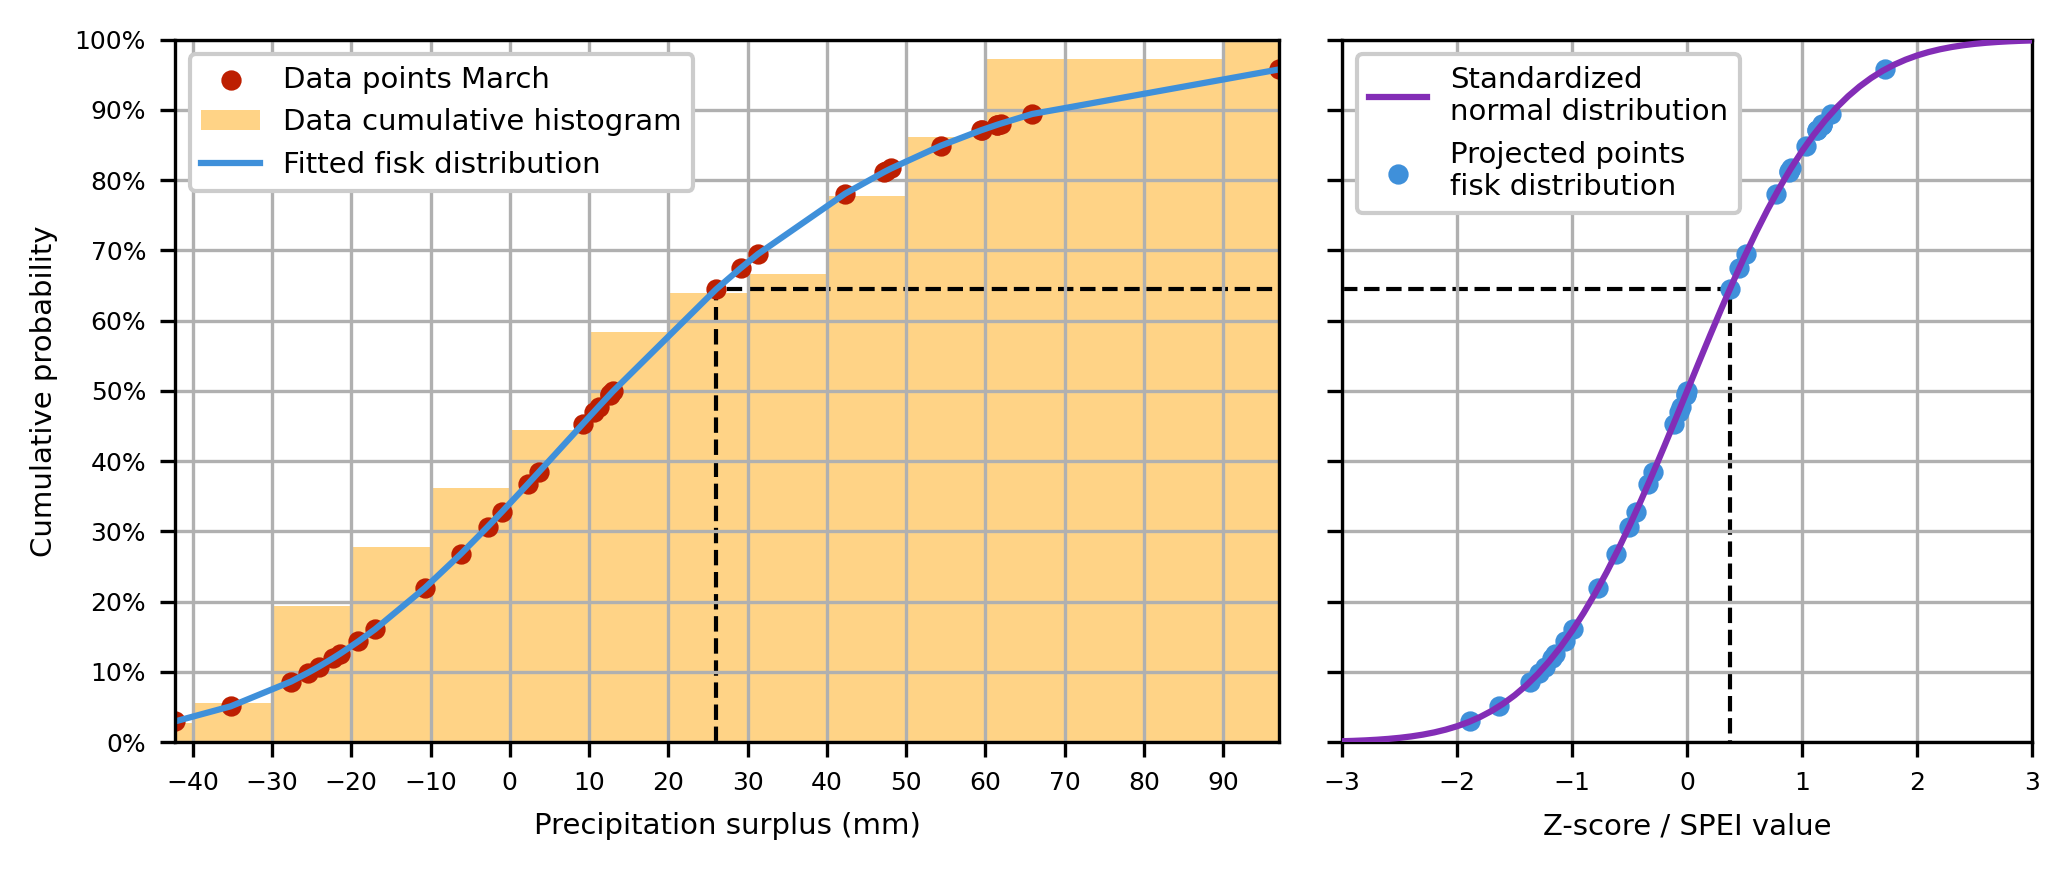 100%
90%
80%
70%
60%
50%
40%
30%
20%
10%
0%
Cumulative probability
Data points March
Data cumulative histogram
Fitted fisk distribution
−40 −30 −20 −10 0 10 20 30 40 50 60 70 80 90
Precipitation surplus (mm)
Standardized
normal distribution
Projected points
fisk distribution
−3 −2 −1 0 1 2 3
Z-score / SPEI value